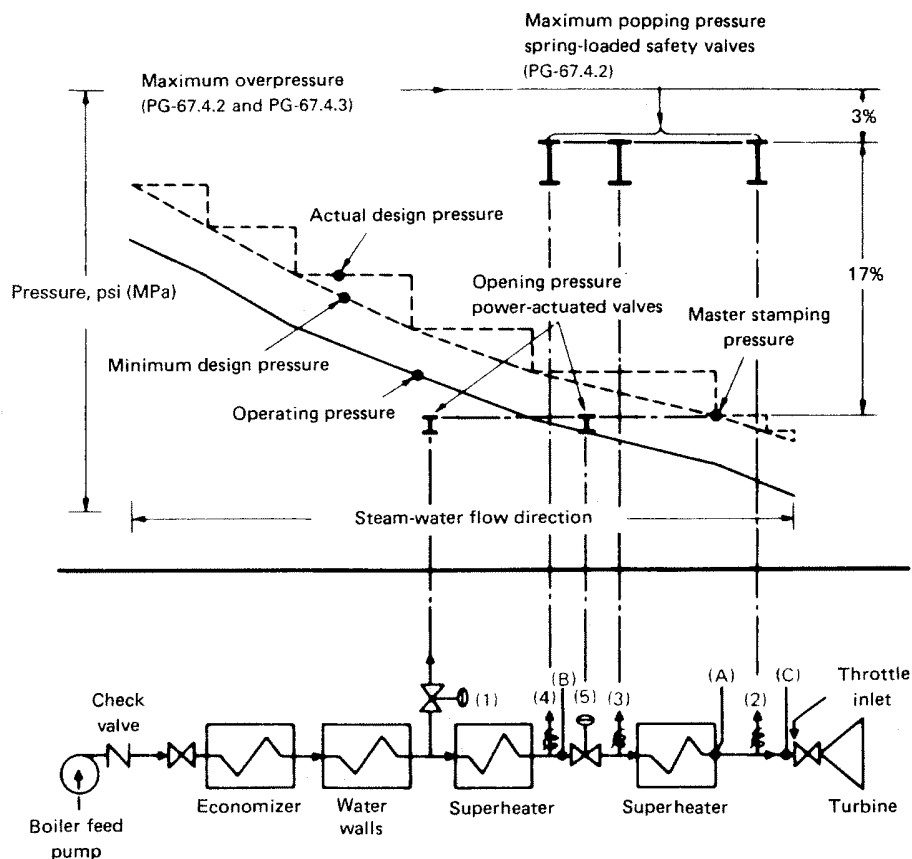 Maximum popping pressure
spring-loaded safety valves
(PG-67.4.2)
Maximum overpressure
(PG-67.4.2 and PG-67.4.3)
3%
Actual design pressure
17%
Opening pressure
power-actuated valves
Pressure, psi (MPa)
Master stamping
pressure
Minimum design pressure
Operating pressure
Steam-water flow direction
(B)
(A)
(C)
Throttle
inlet
Check
valve
(1)
(4)
(5)
(3)
(2)
Economizer
Water
walls
Superheater
Superheater
Turbine
Boiler feed
pump